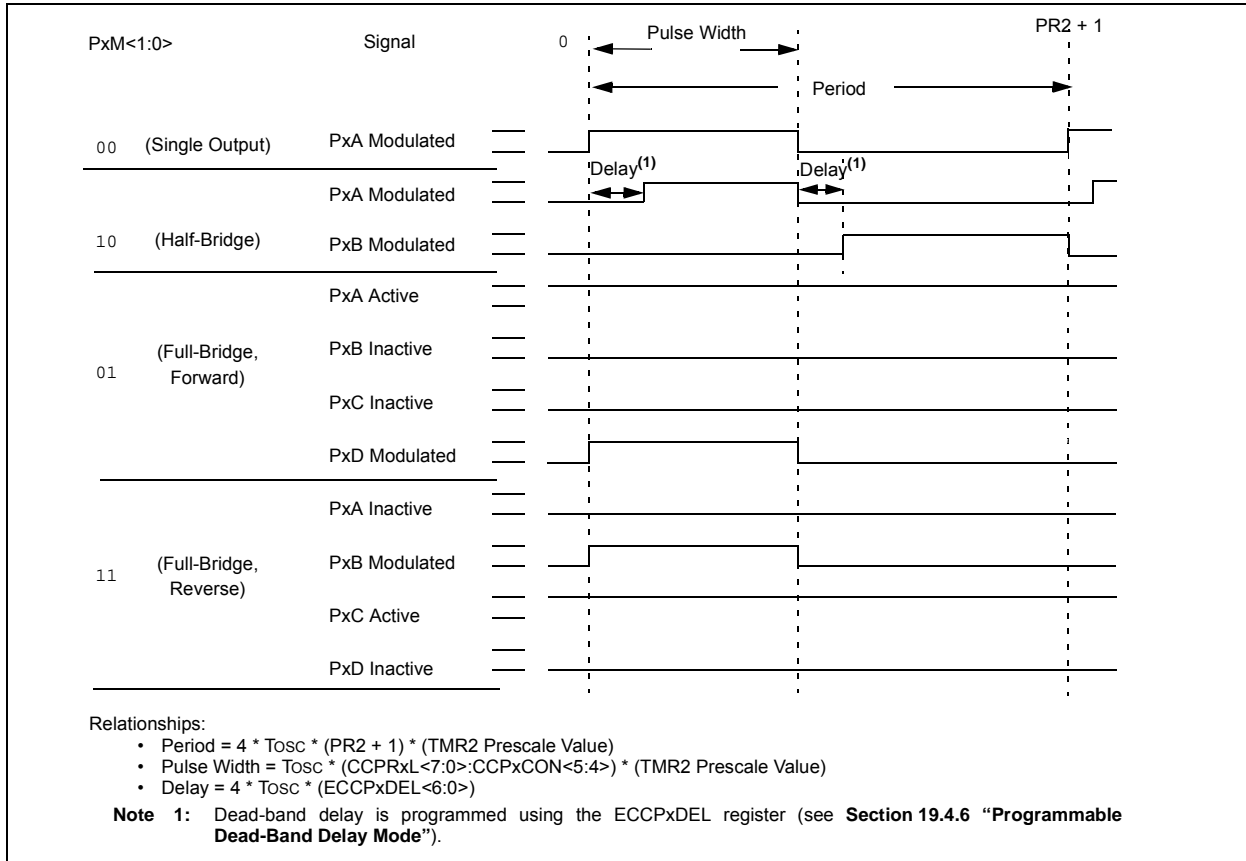 PxM<1:0> Signal 0 Pulse Width PR2 + 1
Period
00 (Single Output) PxA Modulated
Delay(1) Delay(1)
PxA Modulated
10 (Half-Bridge) PxB Modulated
PxA Active
01 (Full-Bridge, Forward) PxB Inactive
PxC Inactive
PxD Modulated
PxA Inactive
11 (Full-Bridge, Reverse) PxB Modulated
PxC Active
PxD Inactive
Relationships:
• Period = 4 * TOSC * (PR2 + 1) * (TMR2 Prescale Value)
• Pulse Width = TOSC * (CCPRxL<7:0>:CCPxCON<5:4>) * (TMR2 Prescale Value)
• Delay = 4 * TOSC * (ECCPxDEL<6:0>)
Note 1: Dead-band delay is programmed using the ECCPxDEL register (see Section 19.4.6 “Programmable
Dead-Band Delay Mode”).